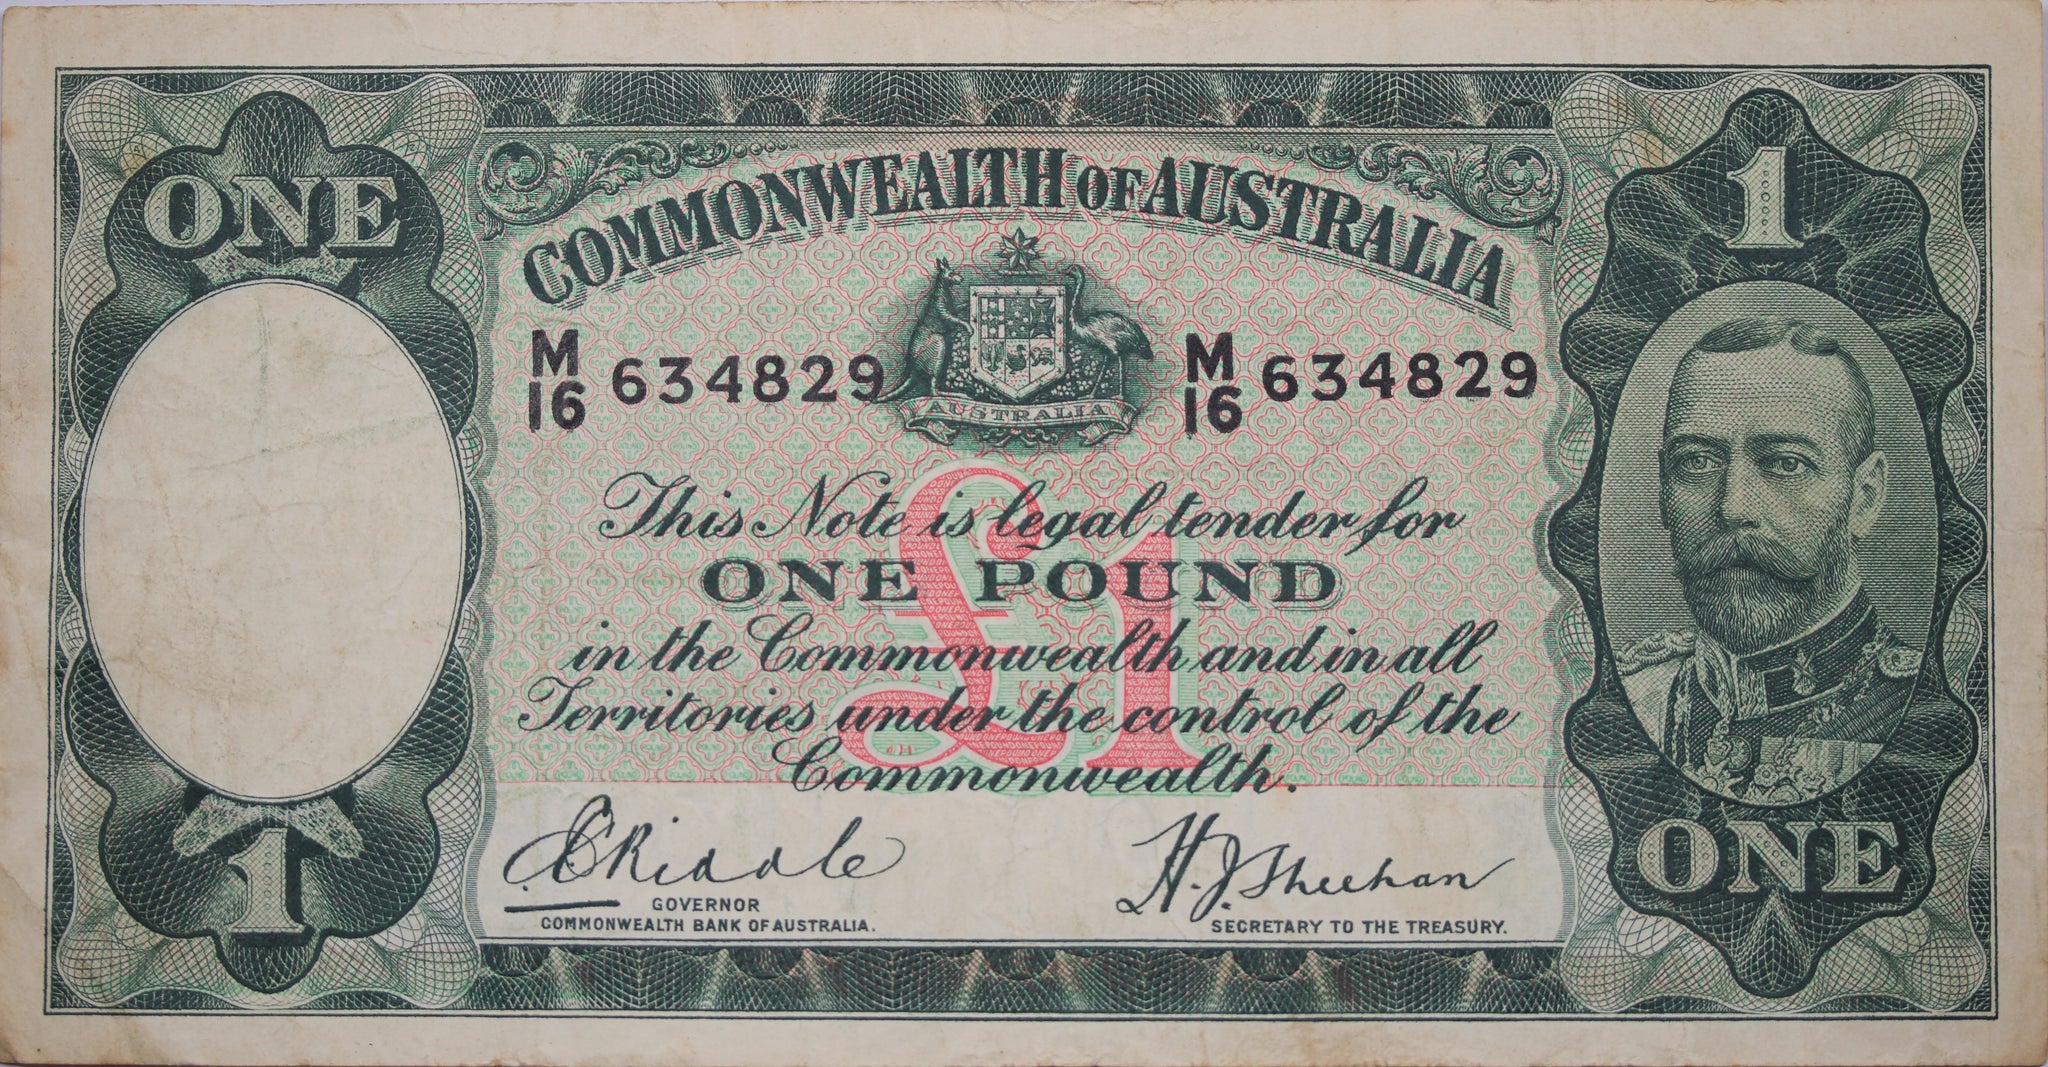 ONE
1
COMMONWEALTH OF AUSTRALIA
M/16 634829
AUSTRALIA
M/16 634829
This Note is legal tender for
ONE POUND
in the Commonwealth and in all
Territories under the control of the
Commonwealth.
£1
E C Riddle
GOVERNOR
COMMONWEALTH BANK OF AUSTRALIA.
H. J. Sheehan
SECRETARY TO THE TREASURY.
1
ONE